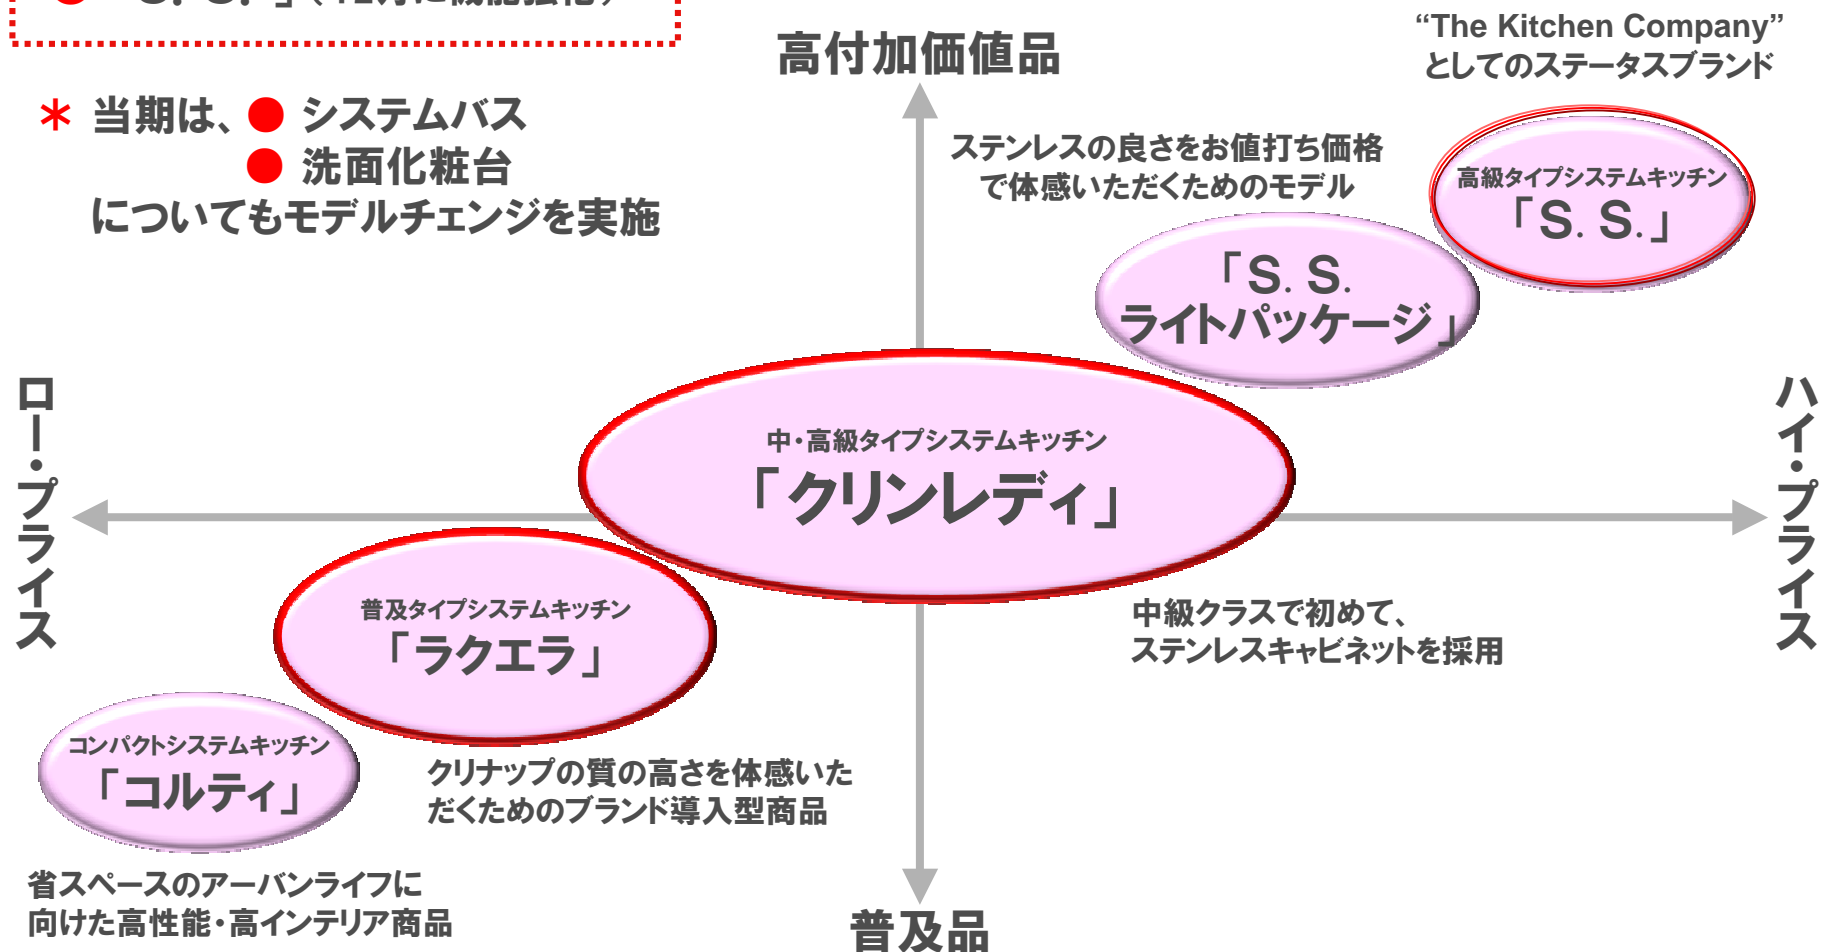 高付加価値品
“The Kitchen Company”
としてのステータスブランド
* 当期は、● システムバス
● 洗面化粧台
についてもモデルチェンジを実施
ステンレスの良さをお値打ち価格
で体感いただくためのモデル
高級タイプシステムキッチン
「S. S.」
「S. S.
ライトパッケージ」
ロー・プライス
ハイ・プライス
中・高級タイプシステムキッチン
「クリンレディ」
普及タイプシステムキッチン
「ラクエラ」
中級クラスで初めて、
ステンレスキャビネットを採用
コンパクトシステムキッチン
「コルティ」
クリナップの質の高さを体感いた
だくためのブランド導入型商品
省スペースのアーバンライフに
向けた高性能・高インテリア商品
普及品